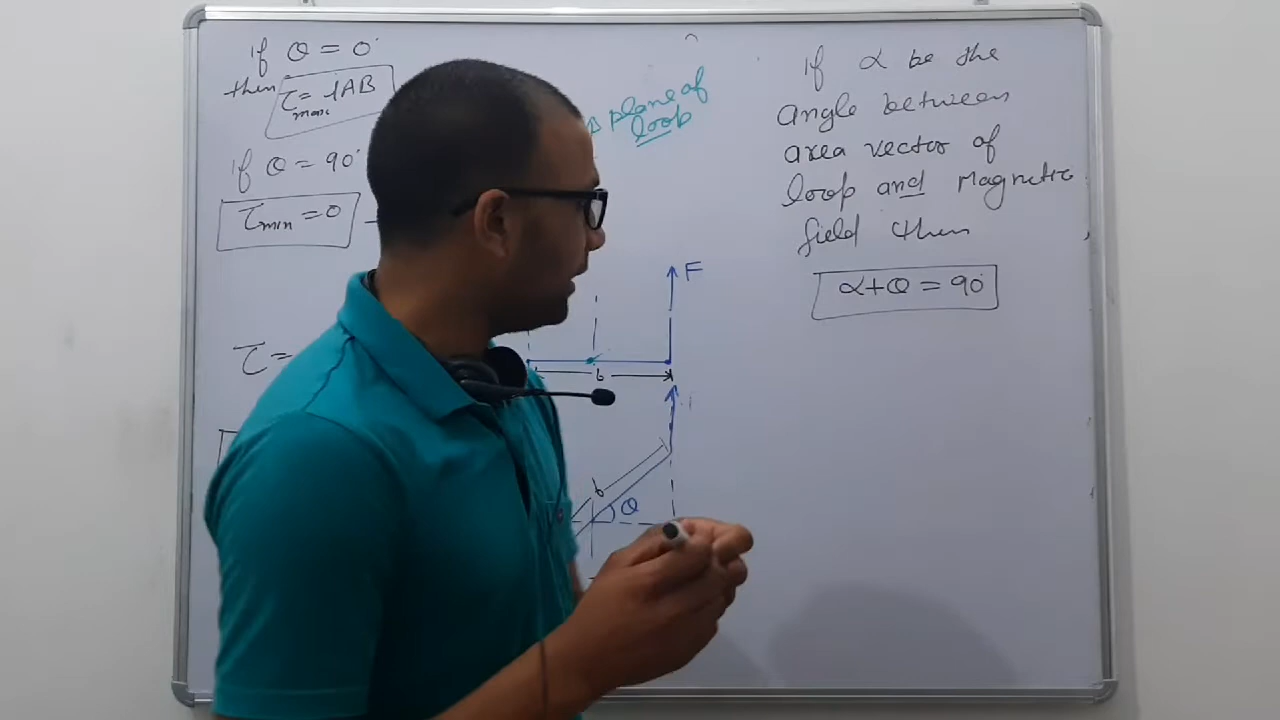 if θ = 0°
then τmax = IAB
if θ = 90°
τmin = 0
τ =
plane of
loop
F
b
b
θ
If α be the
angle between
area vector of
loop and Magnetic
field then
α+θ = 90°